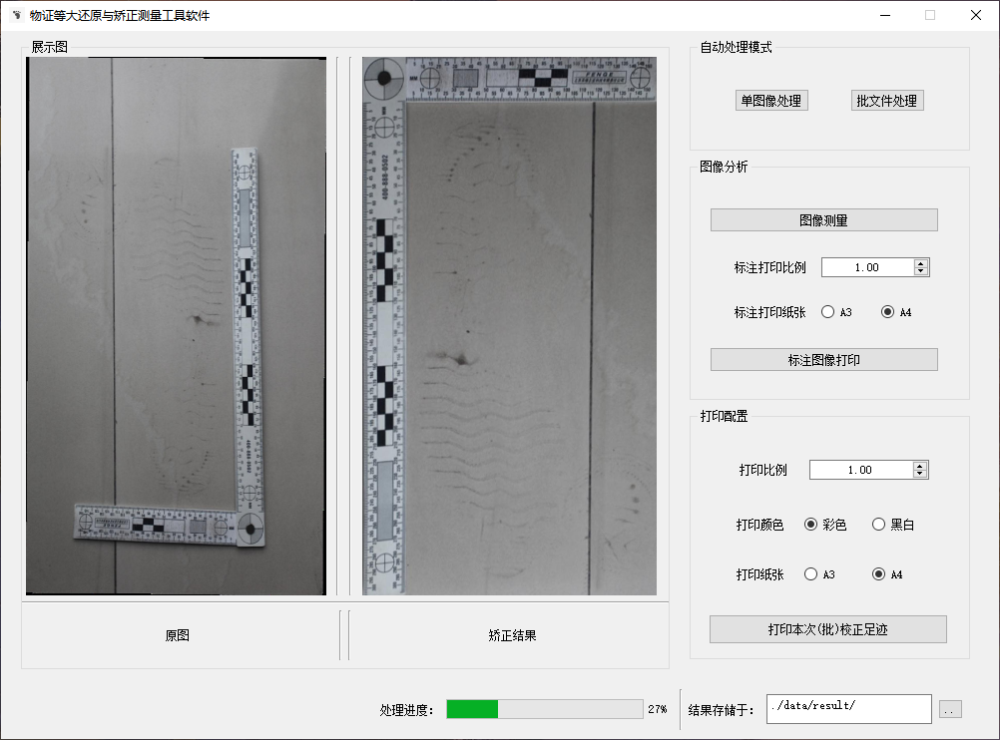 物证等大还原与矫正测量工具软件
展示图
FENGE
400-888-0502
MM
原图
矫正结果
自动处理模式
单图像处理
批文件处理
图像分析
图像测量
标注打印比例
1.00
标注打印纸张
A3
A4
标注图像打印
打印配置
打印比例
1.00
打印颜色
彩色
黑白
打印纸张
A3
A4
打印本次(批)校正足迹
处理进度：
27%
结果存储于：
./data/result/
..